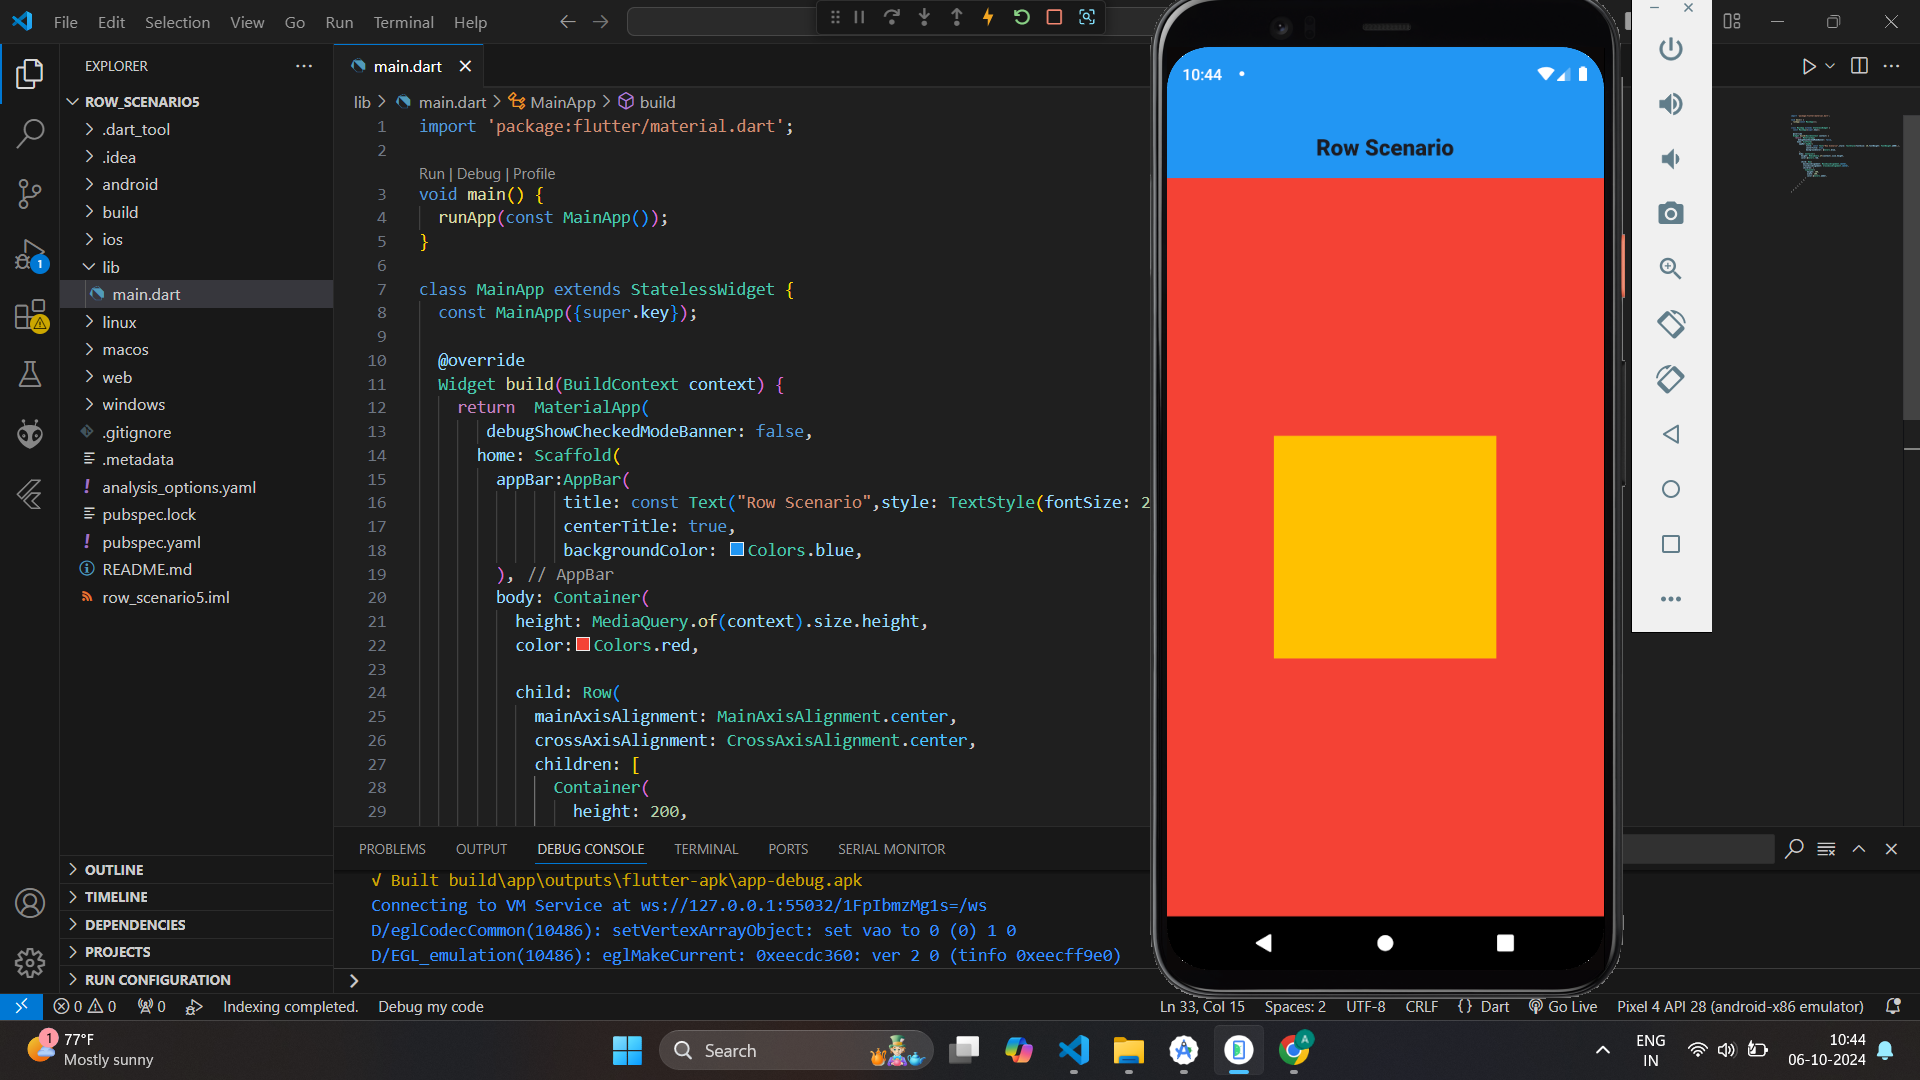 File Edit Selection View Go Run Terminal Help
EXPLORER
ROW_SCENARIO5
.dart_tool
.idea
android
build
ios
lib
main.dart
linux
macos
web
windows
.gitignore
.metadata
analysis_options.yaml
pubspec.lock
pubspec.yaml
README.md
row_scenario5.iml
OUTLINE
TIMELINE
DEPENDENCIES
PROJECTS
RUN CONFIGURATION
1
main.dart
lib > main.dart > MainApp > build
1 import 'package:flutter/material.dart';
2
Run | Debug | Profile
3 void main() {
4 runApp(const MainApp());
5 }
6
7 class MainApp extends StatelessWidget {
8 const MainApp({super.key});
9
10 @override
11 Widget build(BuildContext context) {
12 return MaterialApp(
13 debugShowCheckedModeBanner: false,
14 home: Scaffold(
15 appBar:AppBar(
16 title: const Text("Row Scenario",style: TextStyle(fontSize: 2
17 centerTitle: true,
18 backgroundColor: Colors.blue,
19 ), // AppBar
20 body: Container(
21 height: MediaQuery.of(context).size.height,
22 color: Colors.red,
23
24 child: Row(
25 mainAxisAlignment: MainAxisAlignment.center,
26 crossAxisAlignment: CrossAxisAlignment.center,
27 children: [
28 Container(
29 height: 200,
PROBLEMS OUTPUT DEBUG CONSOLE TERMINAL PORTS SERIAL MONITOR
√ Built build\app\outputs\flutter-apk\app-debug.apk
Connecting to VM Service at ws://127.0.0.1:55032/1FpIbmzMg1s=/ws
D/eglCodecCommon(10486): setVertexArrayObject: set vao to 0 (0) 1 0
D/EGL_emulation(10486): eglMakeCurrent: 0xeecdc360: ver 2 0 (tinfo 0xeecff9e0)
10:44
Row Scenario
0 0 0 Indexing completed. Debug my code Ln 33, Col 15 Spaces: 2 UTF-8 CRLF {} Dart Go Live Pixel 4 API 28 (android-x86 emulator)
1
77°F
Mostly sunny
Search
A
ENG
IN
10:44
06-10-2024